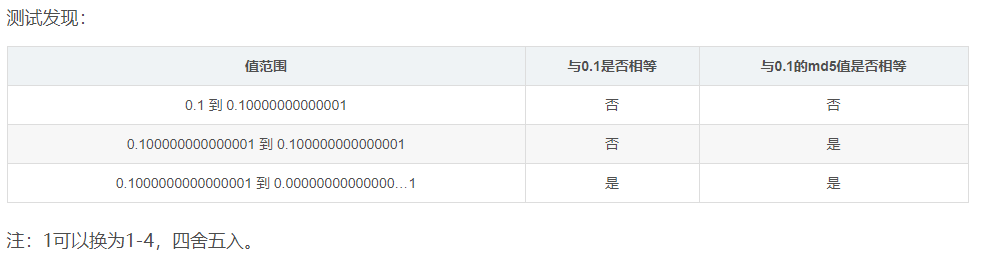 测试发现：
值范围 与0.1是否相等 与0.1的md5值是否相等
0.1 到 0.10000000000001 否 否
0.100000000000001 到 0.100000000000001 否 是
0.1000000000000001 到 0.00000000000000…1 是 是
注：1可以换为1-4，四舍五入。